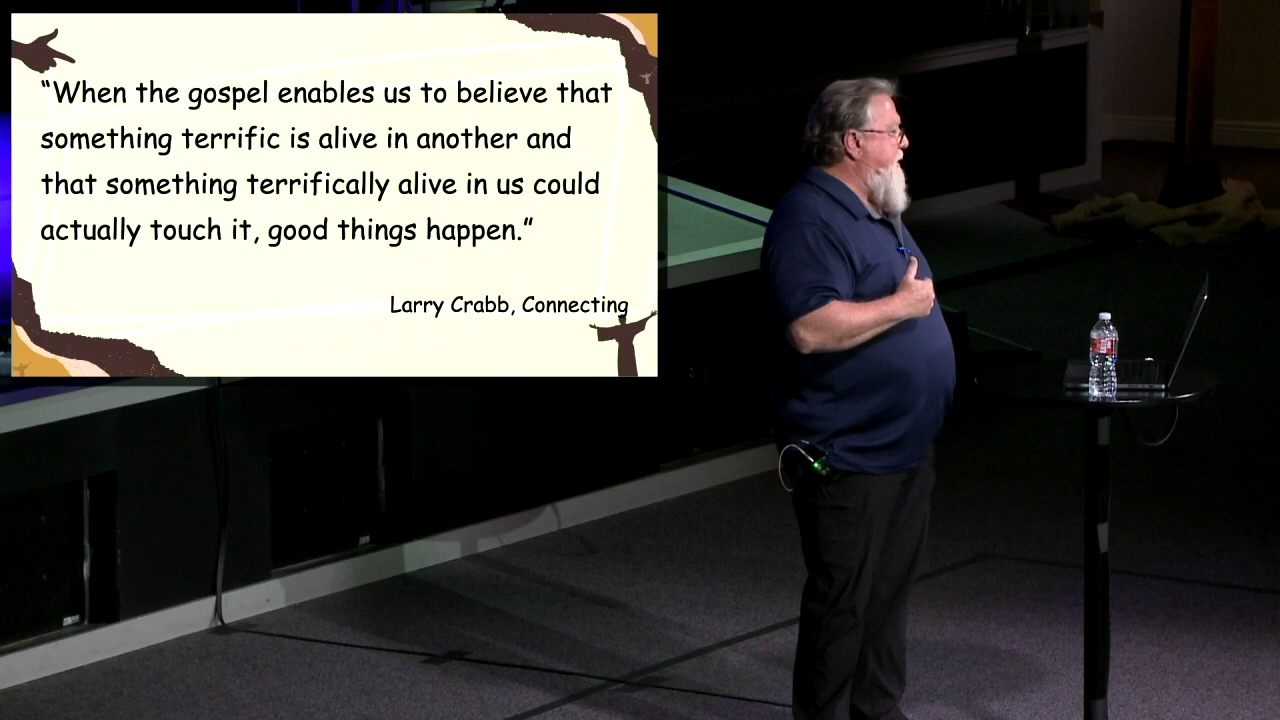 “When the gospel enables us to believe that
something terrific is alive in another and
that something terrifically alive in us could
actually touch it, good things happen.”
Larry Crabb, Connecting